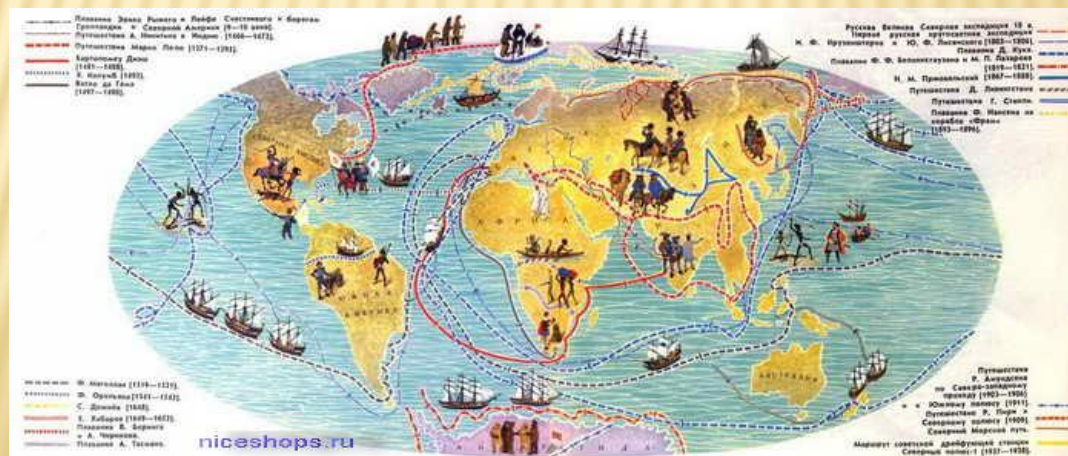 Плавание Эрика Рыжего и Лейфа Счастливого к берегам
Гренландии и Северной Америки (9—10 века).
Путешествие А. Никитина в Индию (1466—1472).
Путешествие Марко Поло (1271—1295).
Бартоломеу Диаш
(1487—1488).
Х. Колумб (1492).
Васко да Гама
(1497—1498).
Русская Великая Северная экспедиция 18 в.
Первая русская кругосветная экспедиция
И. Ф. Крузенштерна и Ю. Ф. Лисянского (1803—1806).
Плавания Д. Кука.
Плавание Ф. Ф. Беллинсгаузена и М. П. Лазарева
(1819—1821).
Н. М. Пржевальский (1867—1888).
Путешествия Д. Ливингстона
Путешествия Г. Стэнли.
Плавание Ф. Нансена на
корабле «Фрам»
(1893—1896).
АФРИКА
ЮЖНАЯ
АМЕРИКА
АВСТРАЛИЯ
Ф. Магеллан (1519—1521).
Ф. Орельяна (1541—1542).
С. Дежнёв (1648).
Е. Хабаров (1649—1653).
Плавания В. Беринга
и А. Чирикова.
Плавания А. Тасмана.
niceshops.ru
Путешествия
Р. Амундсена
по Северо-западному
проходу (1903—1906)
и к Южному полюсу (1911).
Путешествие Р. Пири к
Северному полюсу (1909).
Северный Морской путь.
Маршрут советской дрейфующей станции
Северный полюс-1 (1937—1938).